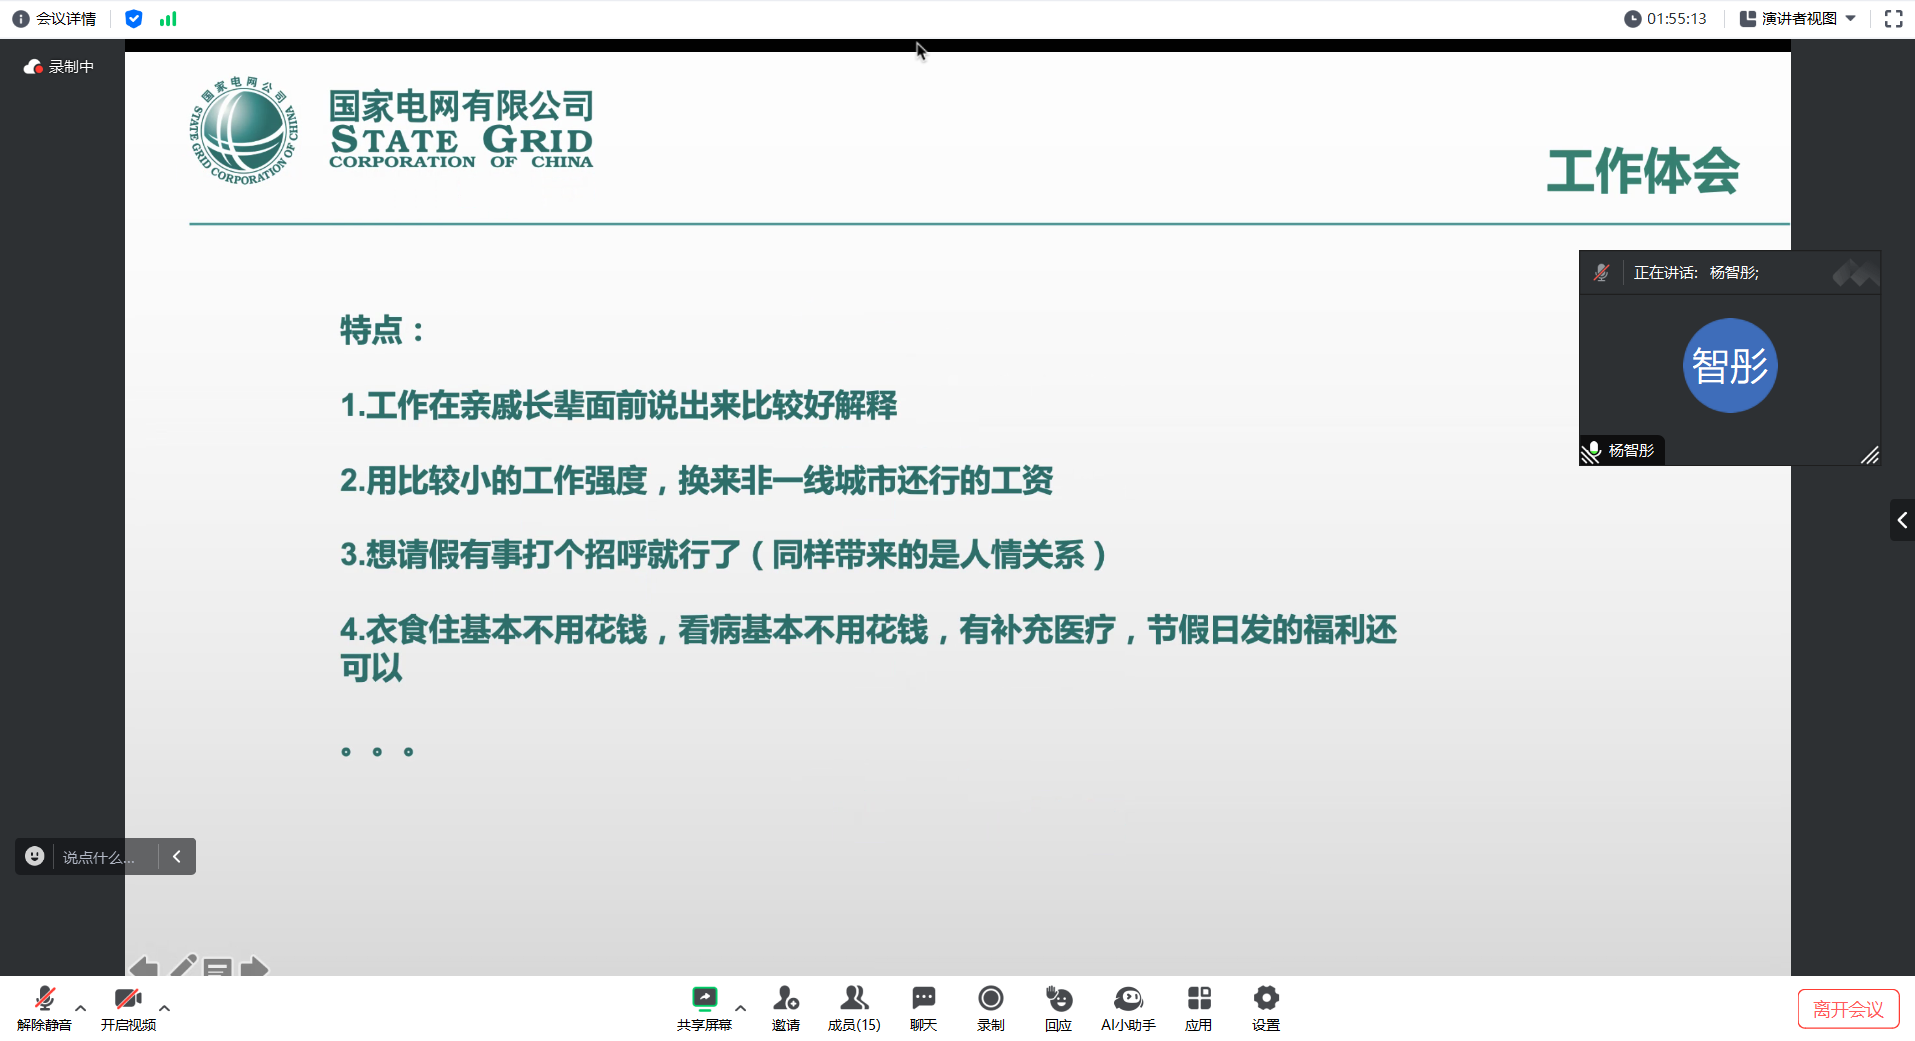 会议详情
01:55:13
演讲者视图
录制中
国家电网公司
STATE GRID CORPORATION OF CHINA
国家电网有限公司
STATE GRID
CORPORATION OF CHINA
工作体会
正在讲话: 杨智彤;
智彤
杨智彤
特点：
1.工作在亲戚长辈面前说出来比较好解释
2.用比较小的工作强度，换来非一线城市还行的工资
3.想请假有事打个招呼就行了（同样带来的是人情关系）
4.衣食住基本不用花钱，看病基本不用花钱，有补充医疗，节假日发的福利还
可以
。。。
说点什么...
解除静音
开启视频
共享屏幕
邀请
成员(15)
聊天
录制
回应
AI小助手
应用
设置
离开会议